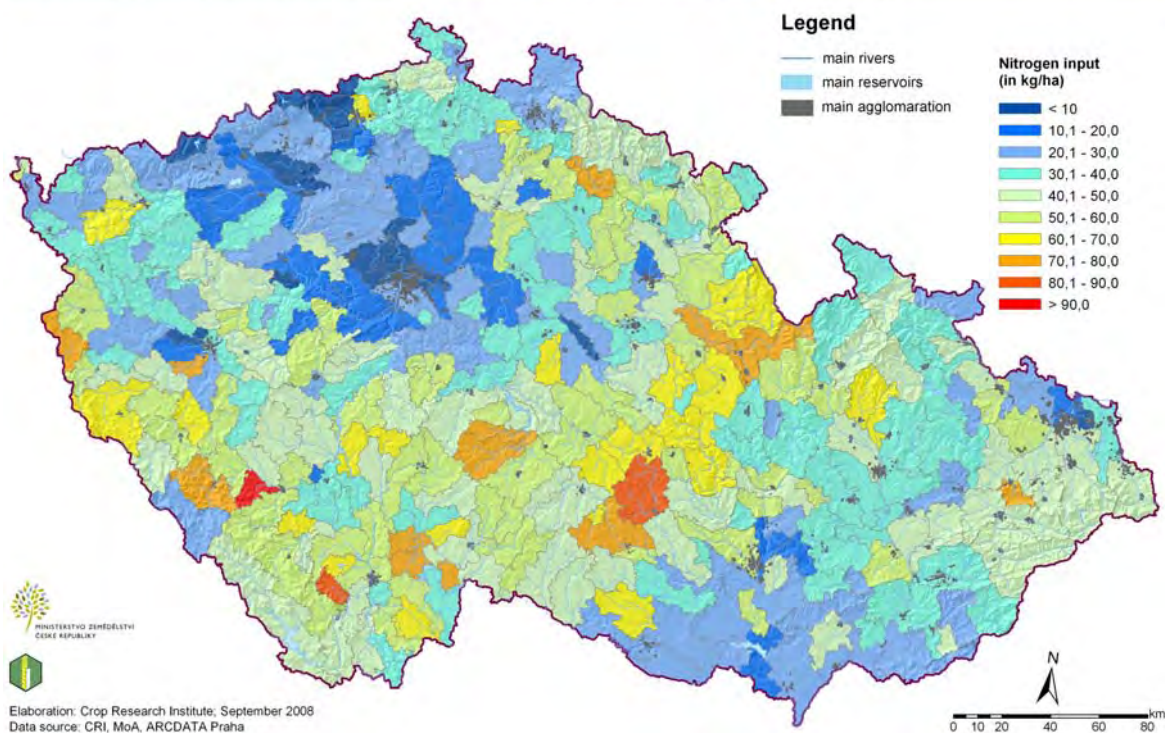 Legend
main rivers
main reservoirs
main agglomaration
Nitrogen input
(in kg/ha)
< 10
10,1 - 20,0
20,1 - 30,0
30,1 - 40,0
40,1 - 50,0
50,1 - 60,0
60,1 - 70,0
70,1 - 80,0
80,1 - 90,0
> 90,0
MINISTERSTVO ZEMĚDĚLSTVÍ
ČESKÉ REPUBLIKY
Elaboration: Crop Research Institute; September 2008
Data source: CRI, MoA, ARCDATA Praha
N
km
0 10 20 40 60 80